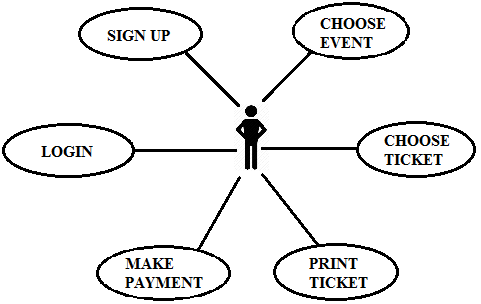 SIGN UP
CHOOSE
EVENT
LOGIN
CHOOSE
TICKET
MAKE
PAYMENT
PRINT
TICKET